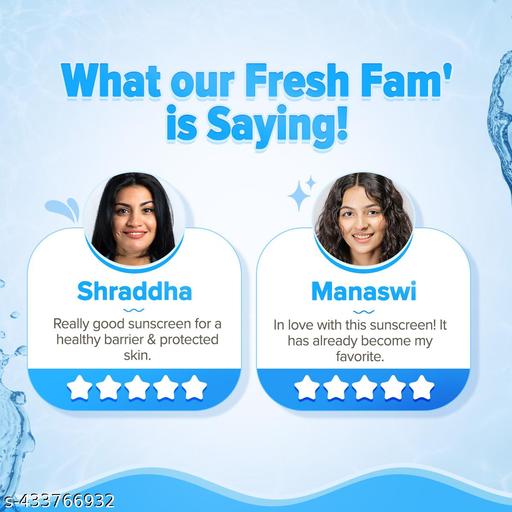 What our Fresh Fam'
is Saying!
Shraddha
Really good sunscreen for a
healthy barrier & protected
skin.
Manaswi
In love with this sunscreen! It
has already become my
favorite.
s-433766932